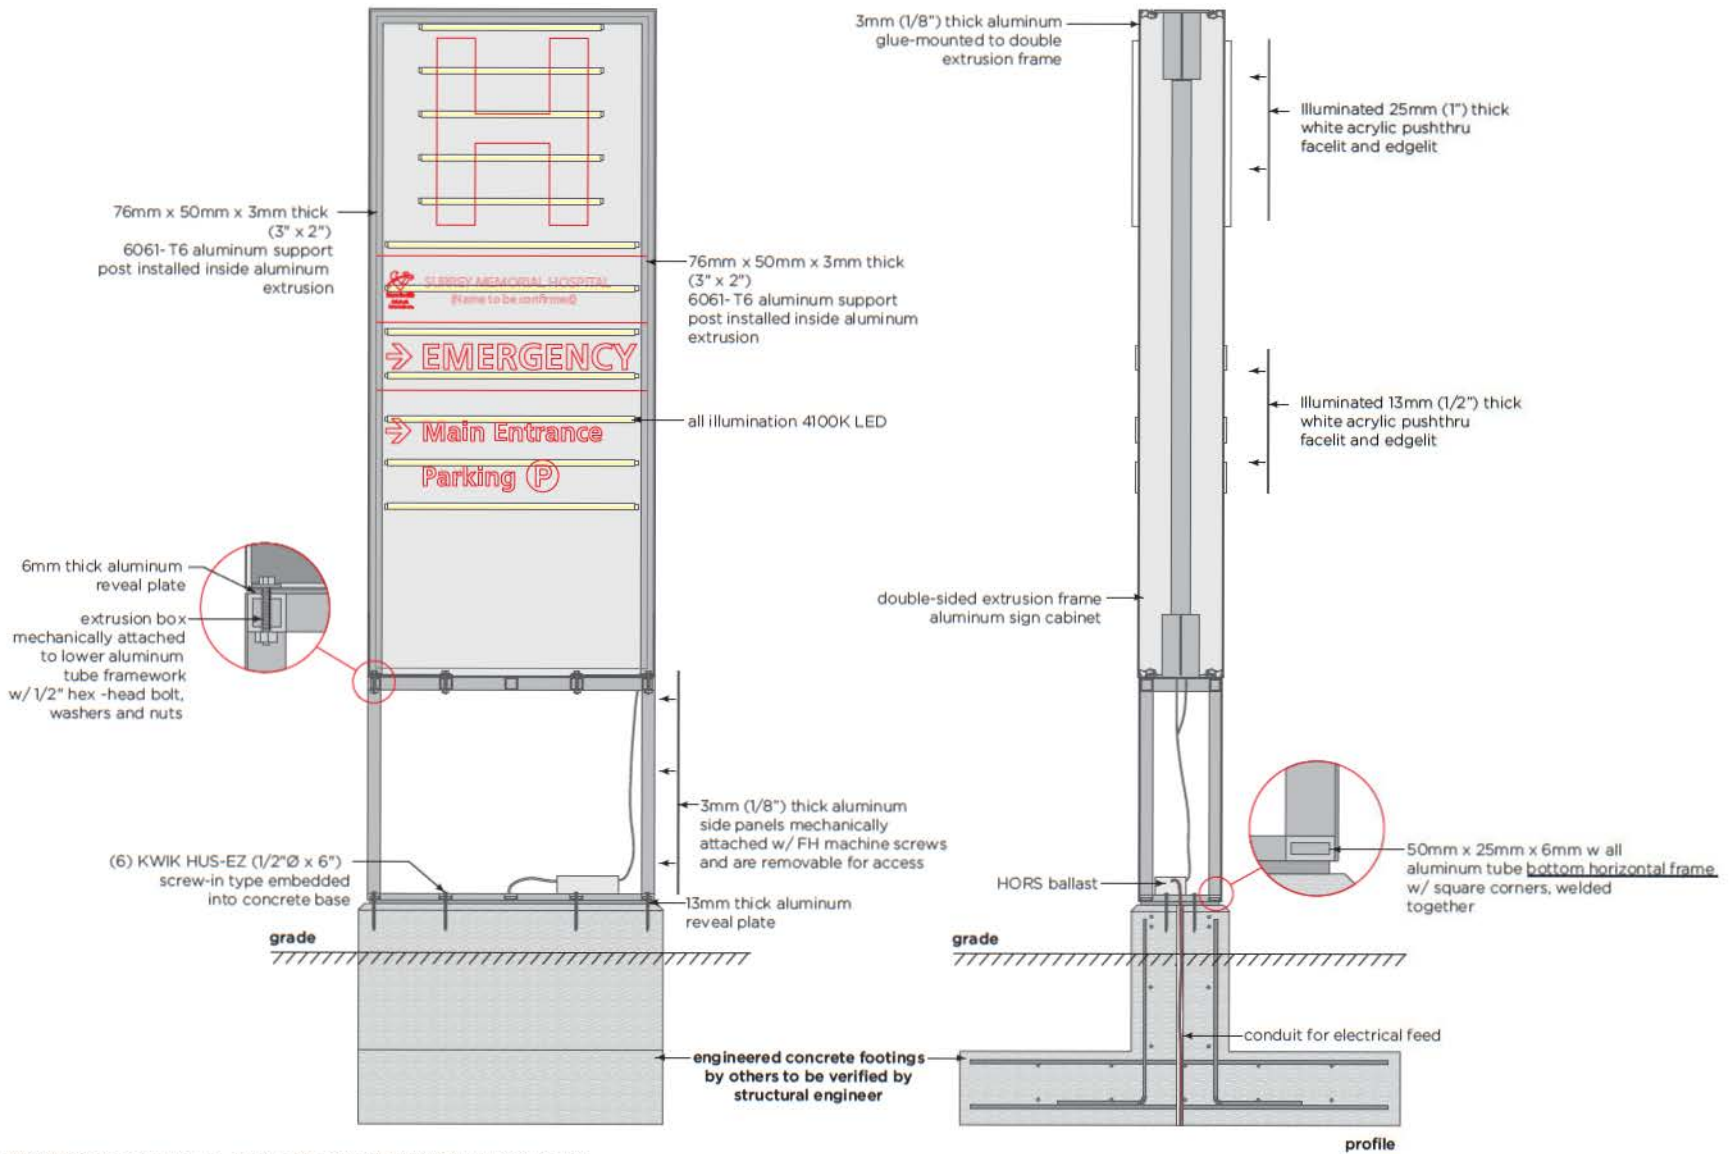 3mm (1/8") thick aluminum
glue-mounted to double
extrusion frame
Illuminated 25mm (1") thick
white acrylic pushthru
facelit and edgelit
76mm x 50mm x 3mm thick
(3" x 2")
6061-T6 aluminum support
post installed inside aluminum
extrusion
76mm x 50mm x 3mm thick
(3" x 2")
6061-T6 aluminum support
post installed inside aluminum
extrusion
SURREY MEMORIAL HOSPITAL
(Name to be confirmed)
→ EMERGENCY
→ Main Entrance
Parking P
all illumination 4100K LED
Illuminated 13mm (1/2") thick
white acrylic pushthru
facelit and edgelit
6mm thick aluminum
reveal plate
extrusion box
mechanically attached
to lower aluminum
tube framework
w/ 1/2" hex -head bolt,
washers and nuts
double-sided extrusion frame
aluminum sign cabinet
3mm (1/8") thick aluminum
side panels mechanically
attached w/ FH machine screws
and are removable for access
(6) KWIK HUS-EZ (1/2"Ø x 6")
screw-in type embedded
into concrete base
13mm thick aluminum
reveal plate
HORS ballast
50mm x 25mm x 6mm w all
aluminum tube bottom horizontal frame
w/ square corners, welded
together
grade
grade
conduit for electrical feed
engineered concrete footings
by others to be verified by
structural engineer
profile